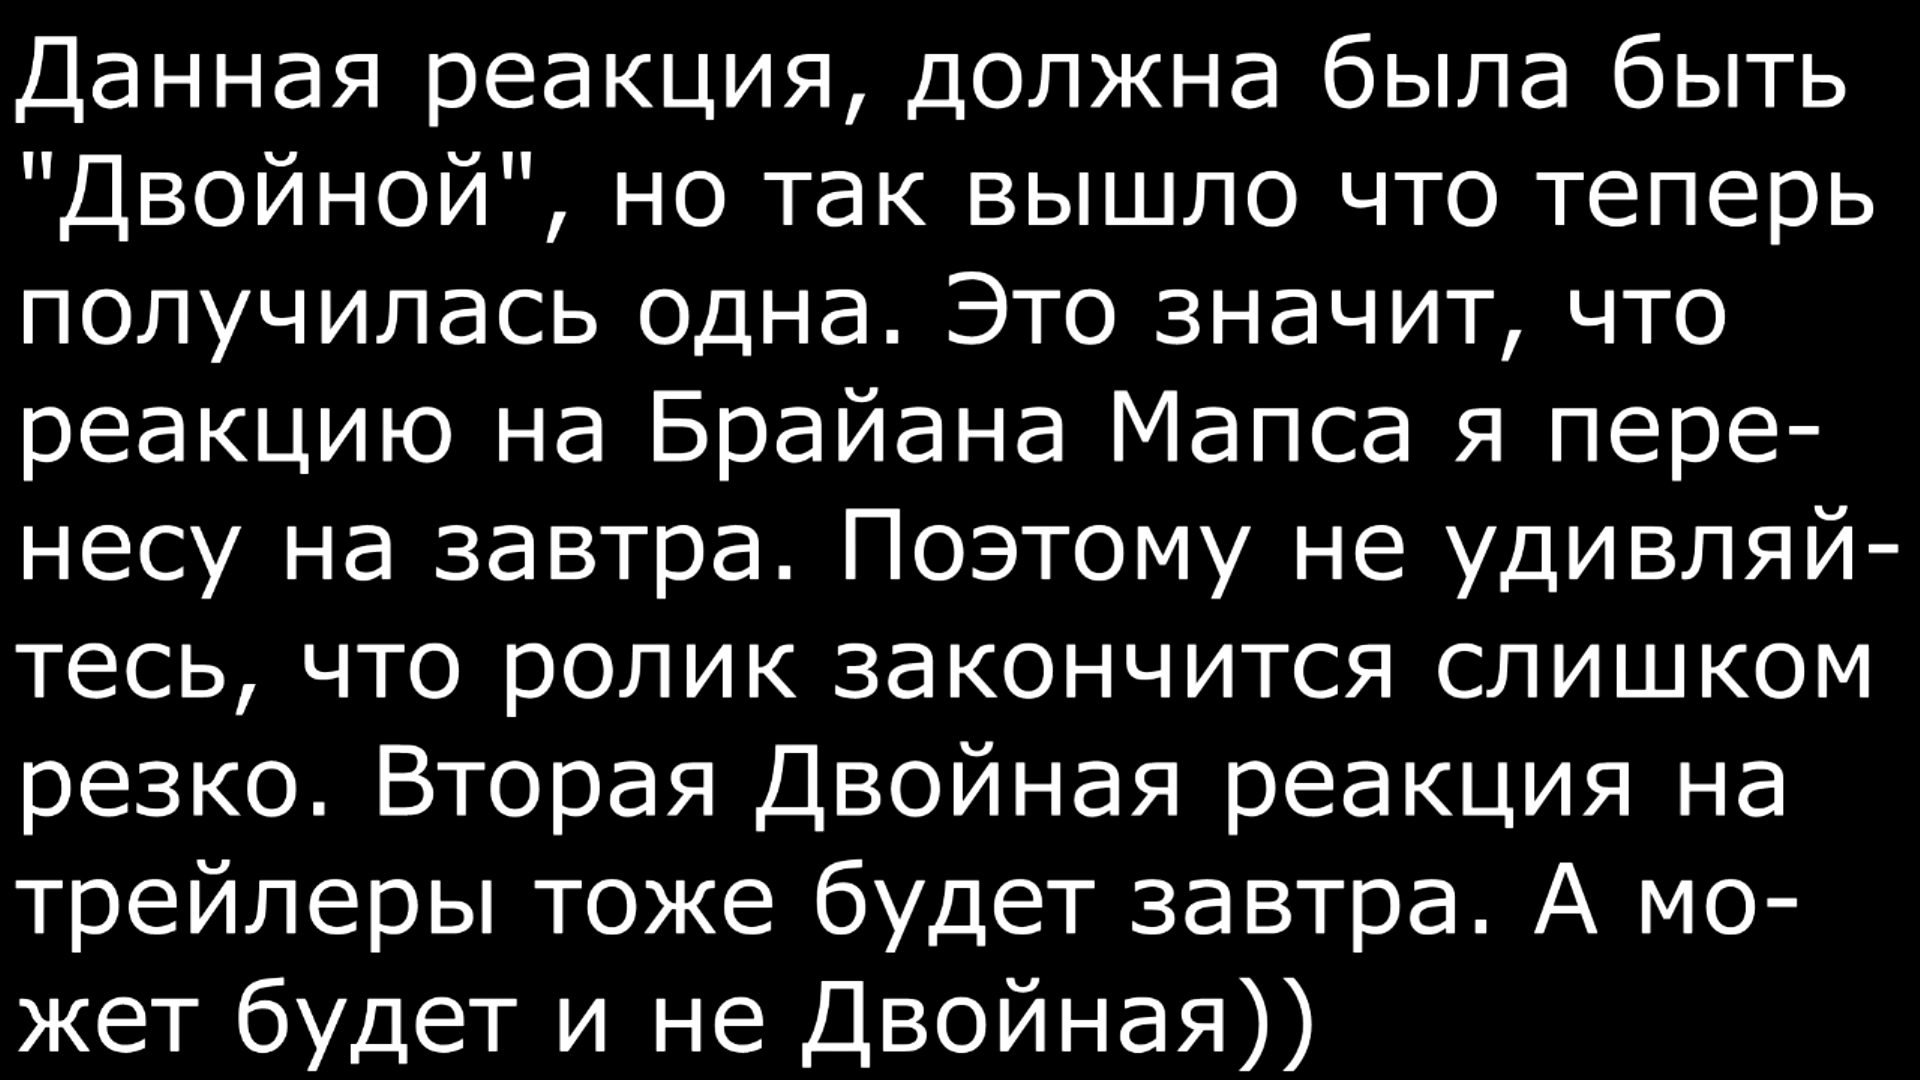 Данная реакция, должна была быть
"Двойной", но так вышло что теперь
получилась одна. Это значит, что
реакцию на Брайана Мапса я пере-
несу на завтра. Поэтому не удивляй-
тесь, что ролик закончится слишком
резко. Вторая Двойная реакция на
трейлеры тоже будет завтра. А мо-
жет будет и не Двойная))